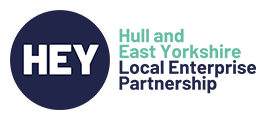 HEY
Hull and
East Yorkshire
Local Enterprise
Partnership